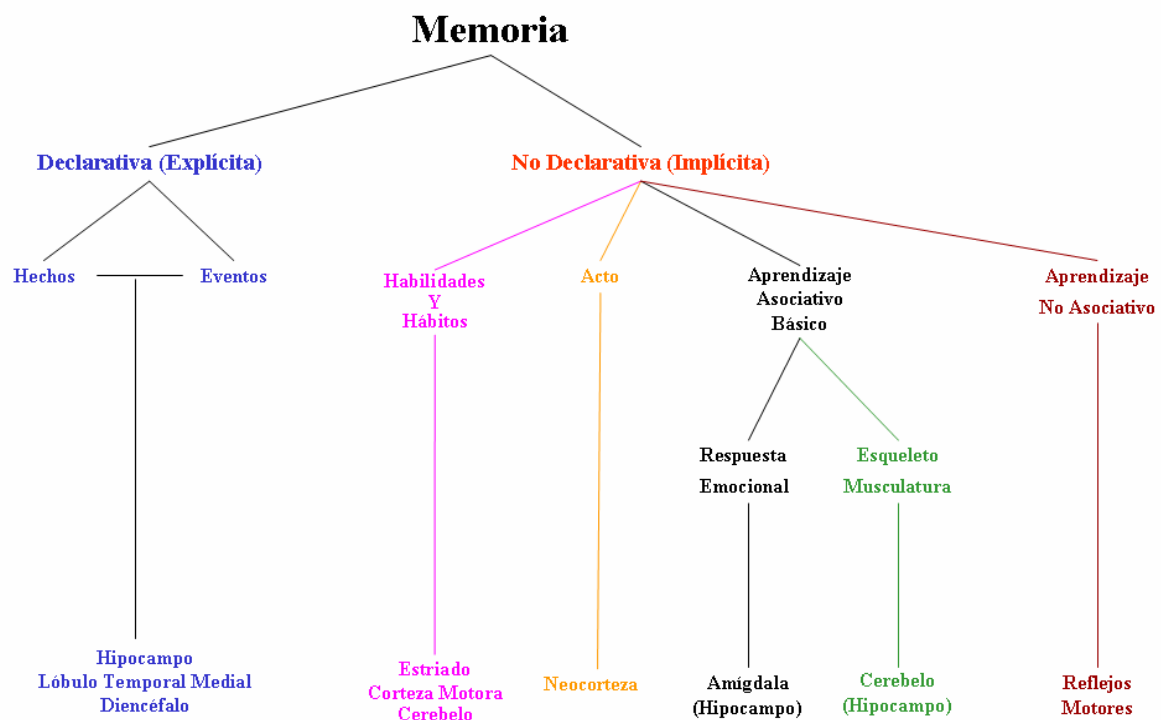 Memoria
Declarativa (Explícita)
No Declarativa (Implícita)
Hechos
Eventos
Habilidades
Y
Hábitos
Acto
Aprendizaje
Asociativo
Básico
Aprendizaje
No Asociativo
Respuesta
Emocional
Esqueleto
Musculatura
Hipocampo
Lóbulo Temporal Medial
Diencéfalo
Estriado
Corteza Motora
Cerebelo
Neocorteza
Amígdala
(Hipocampo)
Cerebelo
(Hipocampo)
Reflejos
Motores